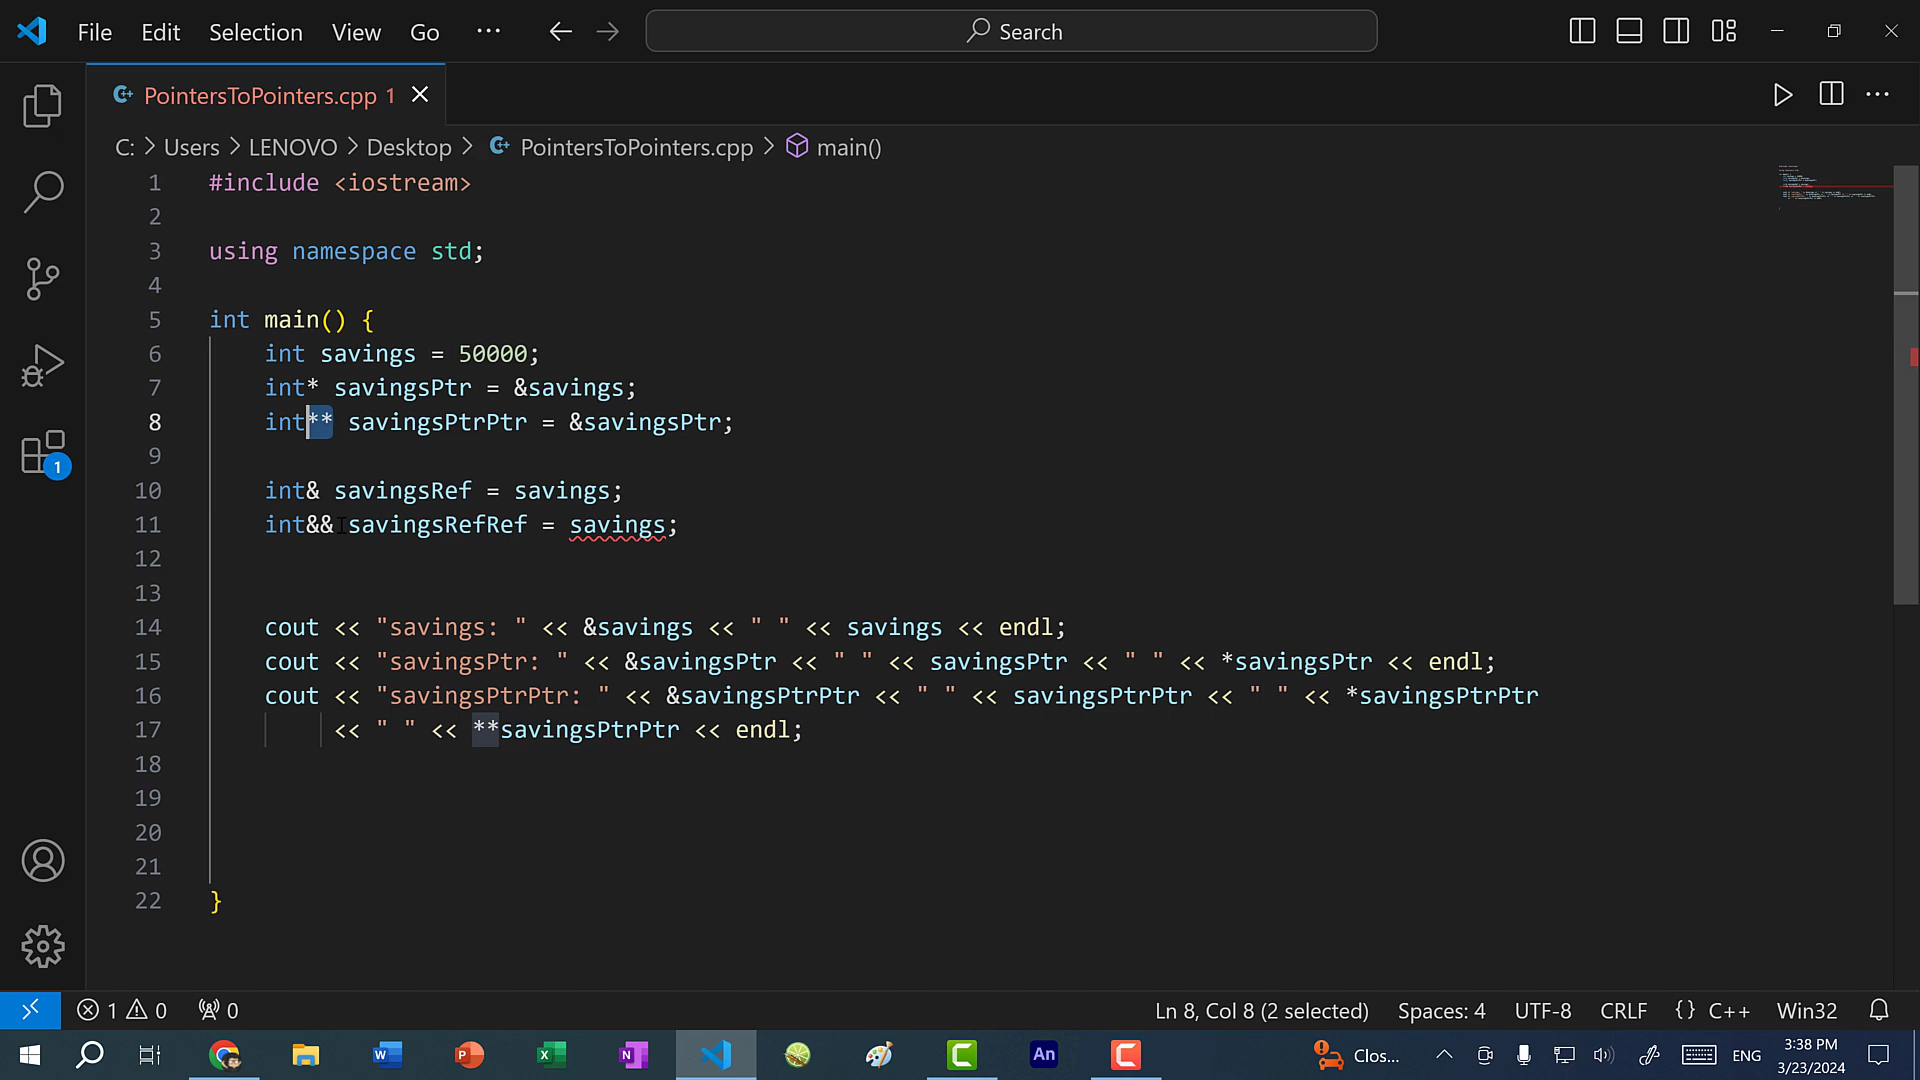 File Edit Selection View Go ··· Search
PointersToPointers.cpp 1
C: > Users > LENOVO > Desktop > PointersToPointers.cpp > main()
1 #include <iostream>
2
3 using namespace std;
4
5 int main() {
6 int savings = 50000;
7 int* savingsPtr = &savings;
8 int** savingsPtrPtr = &savingsPtr;
9
10 int& savingsRef = savings;
11 int&& savingsRefRef = savings;
12
13
14 cout << "savings: " << &savings << " " << savings << endl;
15 cout << "savingsPtr: " << &savingsPtr << " " << savingsPtr << " " << *savingsPtr << endl;
16 cout << "savingsPtrPtr: " << &savingsPtrPtr << " " << savingsPtrPtr << " " << *savingsPtrPtr
17 << " " << **savingsPtrPtr << endl;
18
19
20
21
22 }
1
1 0 0 Ln 8, Col 8 (2 selected) Spaces: 4 UTF-8 CRLF {} C++ Win32
W P X N An C C Clos... ENG 3:38 PM
3/23/2024